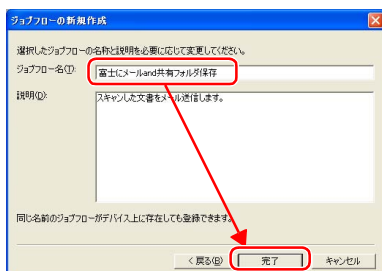 ジョブフローの新規作成
選択したジョブフローの名称と説明を必要に応じて変更してください。
ジョブフロー名(T):
富士にメールand共有フォルダ保存
説明(D):
スキャンした文書をメール送信します。
同じ名前のジョブフローがデバイス上に存在しても登録できます。
< 戻る(B)
完了
キャンセル